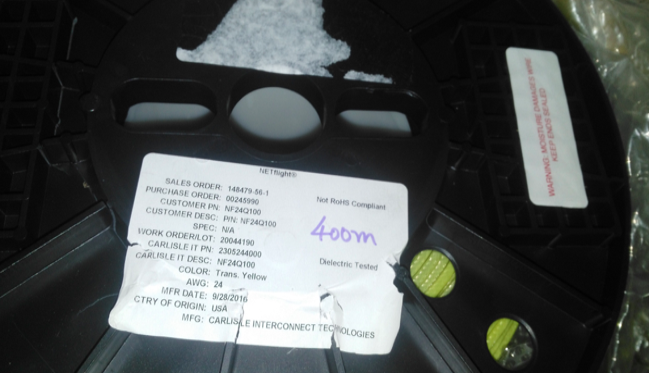 NETflight®
SALES ORDER: 148479-56-1
PURCHASE ORDER: 00245990
CUSTOMER PN: NF24Q100
CUSTOMER DESC: P/N: NF24Q100
SPEC: N/A
WORK ORDER/LOT: 20044190
CARLISLE IT PN: 2305244000
CARLISLE IT DESC: NF24Q100
COLOR: Trans. Yellow
AWG: 24
MFR DATE: 9/28/2016
CTRY OF ORIGIN: USA
MFG: CARLISLE INTERCONNECT TECHNOLOGIES
Not RoHS Compliant
400m
Dielectric Tested
WARNING: MOISTURE DAMAGES WIRE
KEEP ENDS SEALED